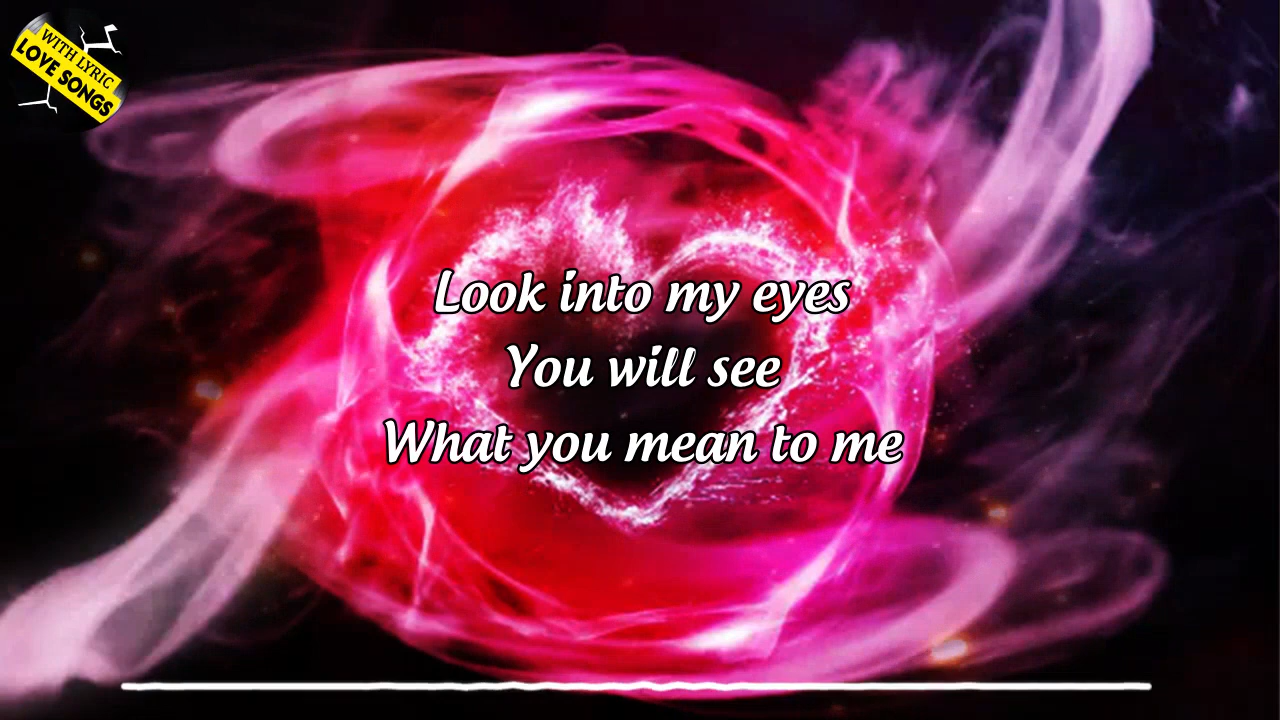 WITH LYRIC
LOVE SONGS
Look into my eyes
You will see
What you mean to me